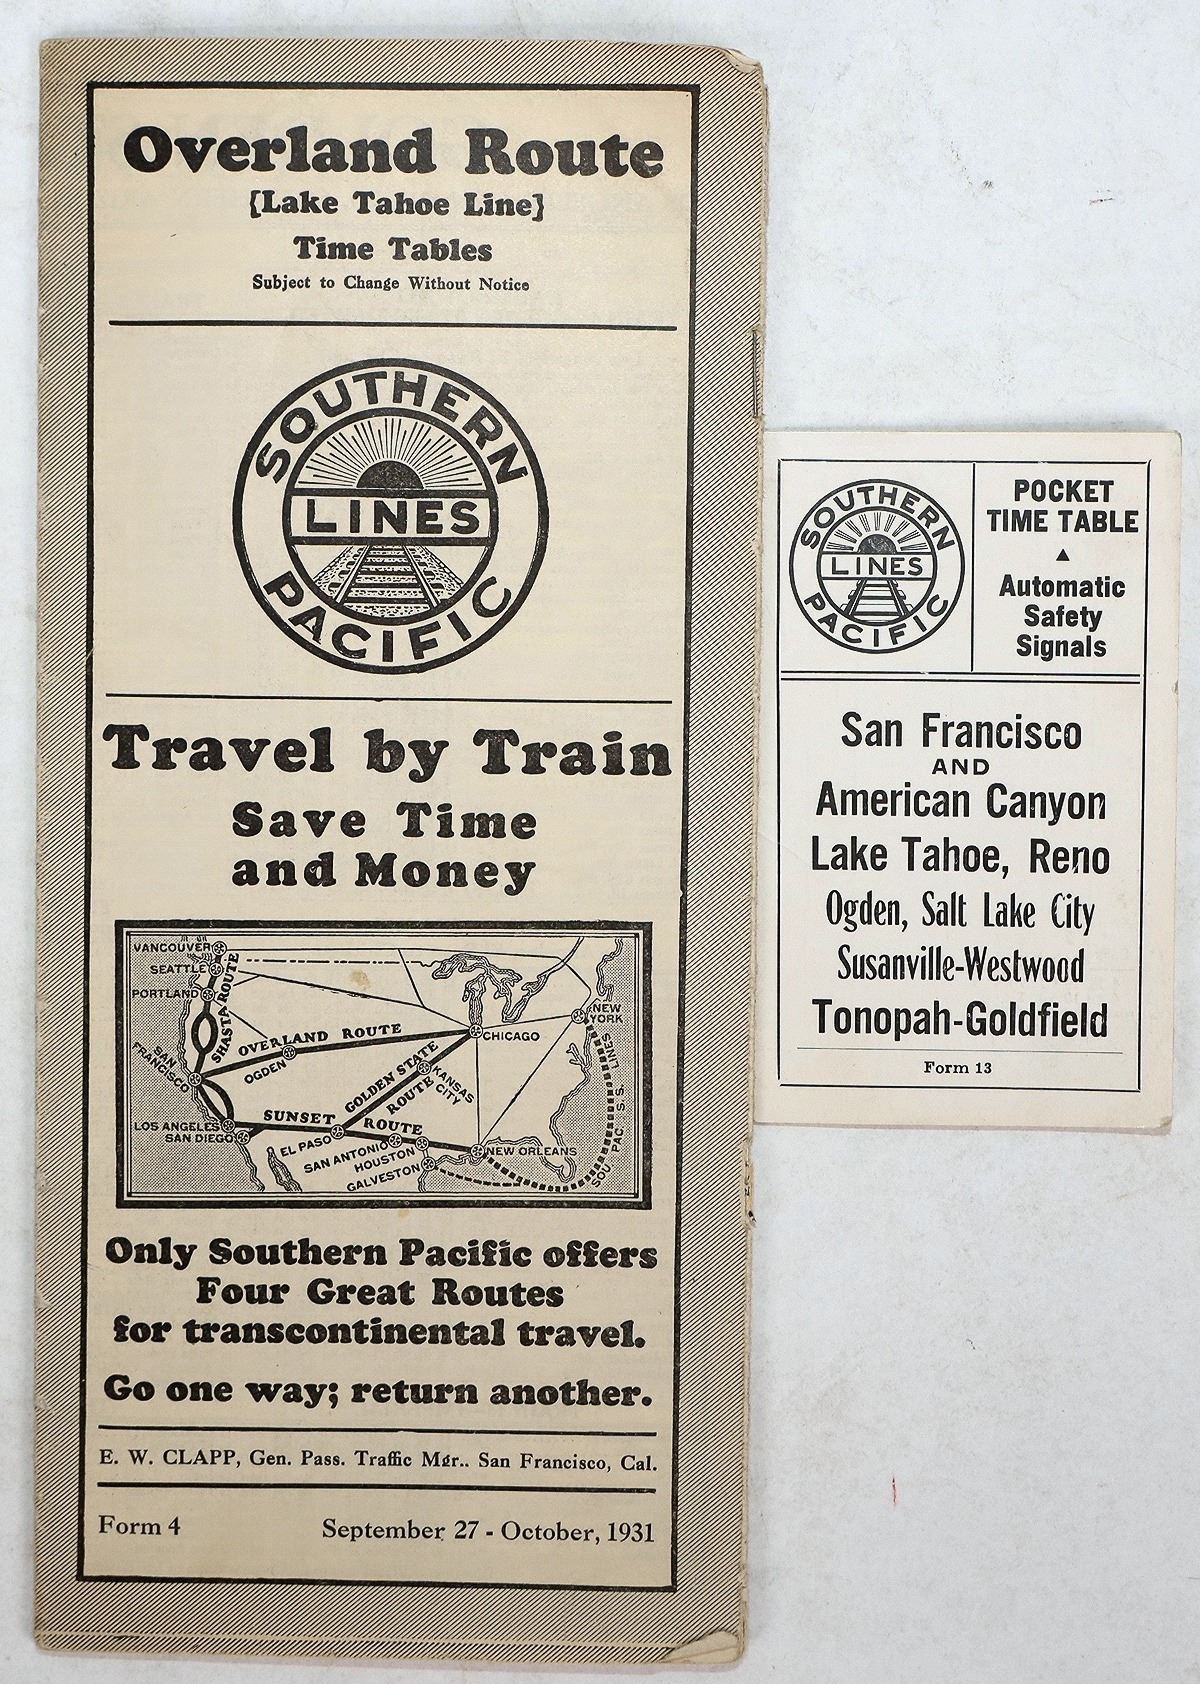 Overland Route
{Lake Tahoe Line}
Time Tables
Subject to Change Without Notice
SOUTHERN
LINES
PACIFIC
Travel by Train
Save Time
and Money
VANCOUVER
SEATTLE
PORTLAND
SHASTA ROUTE
SAN
FRANCISCO
OVERLAND ROUTE
OGDEN
CHICAGO
NEW
YORK
GOLDEN STATE
ROUTE
KANSAS
CITY
LOS ANGELES
SAN DIEGO
SUNSET ROUTE
EL PASO
SAN ANTONIO
HOUSTON
GALVESTON
NEW ORLEANS
SOU. PAC. S.S. LINES
Only Southern Pacific offers
Four Great Routes
for transcontinental travel.
Go one way; return another.
E. W. CLAPP, Gen. Pass. Traffic Mgr.. San Francisco, Cal.
Form 4 September 27 - October, 1931
SOUTHERN
LINES
PACIFIC
POCKET
TIME TABLE
▲
Automatic
Safety
Signals
San Francisco
AND
American Canyon
Lake Tahoe, Reno
Ogden, Salt Lake City
Susanville-Westwood
Tonopah-Goldfield
Form 13